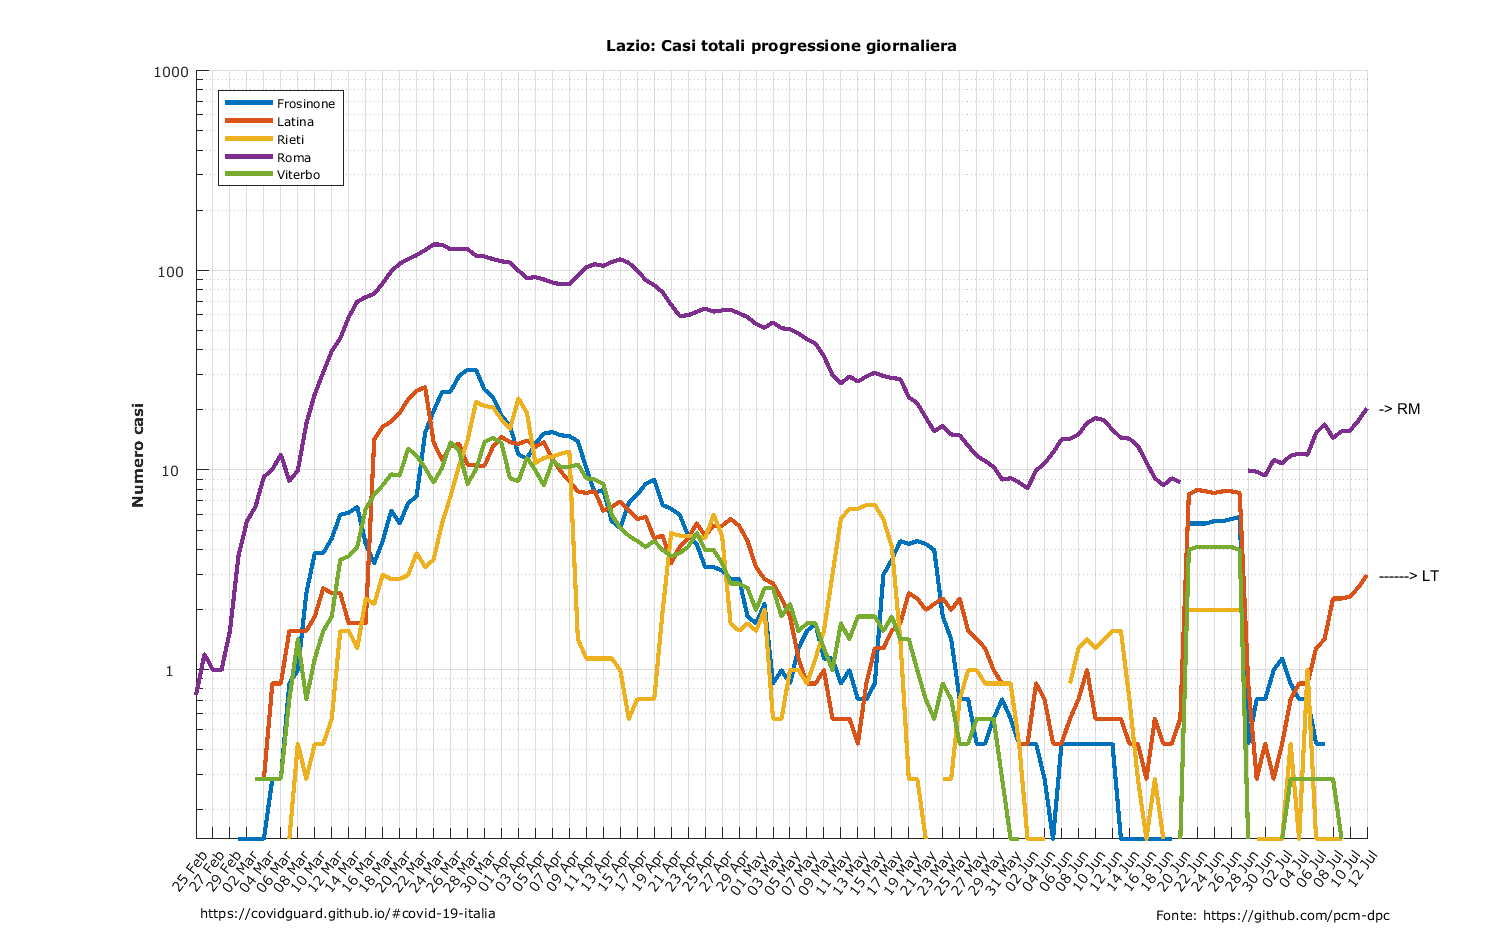 Lazio: Casi totali progressione giornaliera
1000
100
10
1
Numero casi
Frosinone
Latina
Rieti
Roma
Viterbo
-> RM
------> LT
25 Feb
27 Feb
29 Feb
02 Mar
04 Mar
06 Mar
08 Mar
10 Mar
12 Mar
14 Mar
16 Mar
18 Mar
20 Mar
22 Mar
24 Mar
26 Mar
28 Mar
30 Mar
01 Apr
03 Apr
05 Apr
07 Apr
09 Apr
11 Apr
13 Apr
15 Apr
17 Apr
19 Apr
21 Apr
23 Apr
25 Apr
27 Apr
29 Apr
01 May
03 May
05 May
07 May
09 May
11 May
13 May
15 May
17 May
19 May
21 May
23 May
25 May
27 May
29 May
31 May
02 Jun
04 Jun
06 Jun
08 Jun
10 Jun
12 Jun
14 Jun
16 Jun
18 Jun
20 Jun
22 Jun
24 Jun
26 Jun
28 Jun
30 Jun
02 Jul
04 Jul
06 Jul
08 Jul
10 Jul
12 Jul
https://covidguard.github.io/#covid-19-italia
Fonte: https://github.com/pcm-dpc